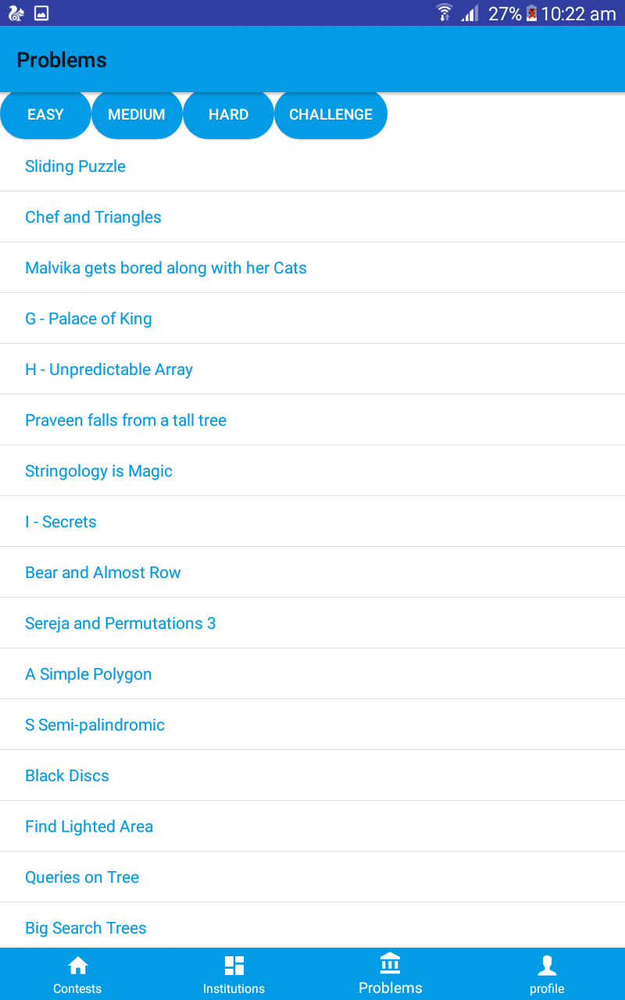 27% 10:22 am
Problems
EASY MEDIUM HARD CHALLENGE
Sliding Puzzle
Chef and Triangles
Malvika gets bored along with her Cats
G - Palace of King
H - Unpredictable Array
Praveen falls from a tall tree
Stringology is Magic
I - Secrets
Bear and Almost Row
Sereja and Permutations 3
A Simple Polygon
S Semi-palindromic
Black Discs
Find Lighted Area
Queries on Tree
Big Search Trees
Contests Institutions Problems profile